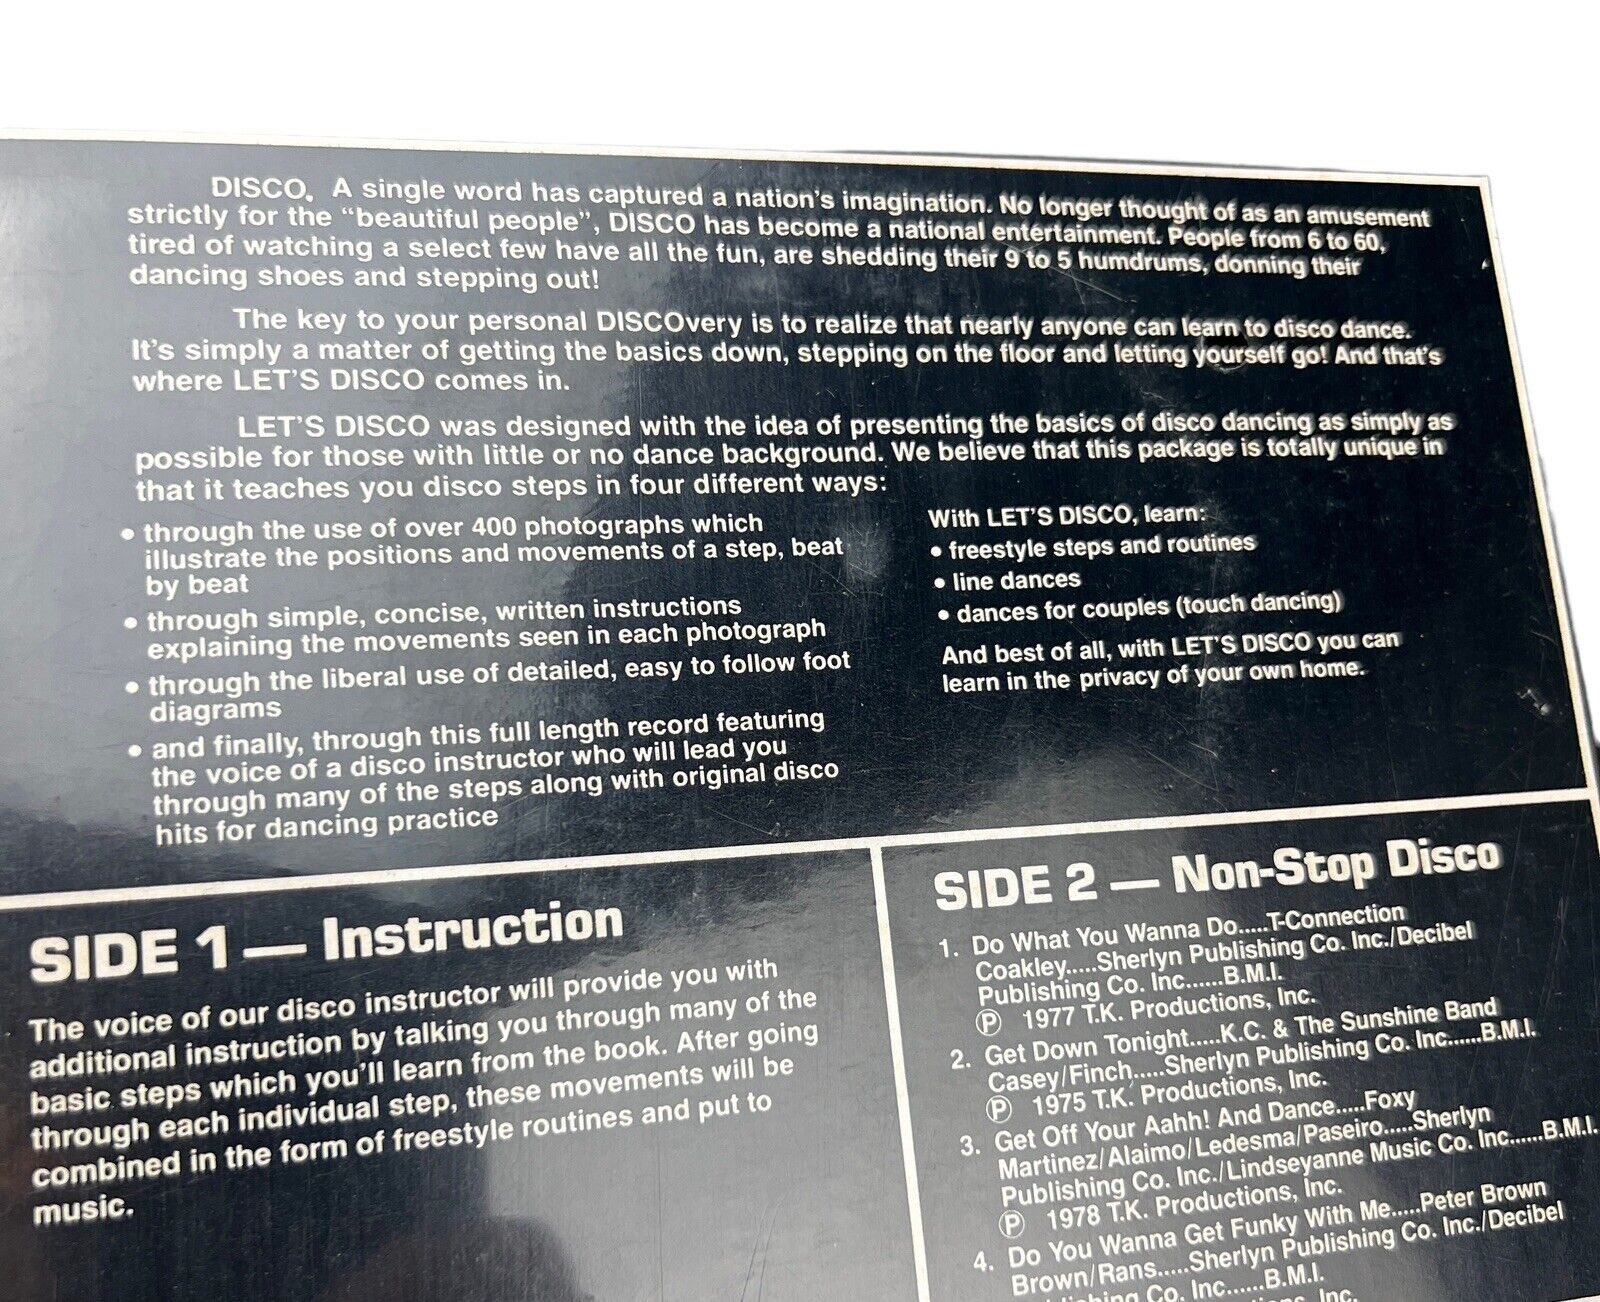 DISCO. A single word has captured a nation's imagination. No longer thought of as an amusement
strictly for the "beautiful people", DISCO has become a national entertainment. People from 6 to 60,
tired of watching a select few have all the fun, are shedding their 9 to 5 humdrums, donning their
dancing shoes and stepping out!
The key to your personal DISCOvery is to realize that nearly anyone can learn to disco dance.
It's simply a matter of getting the basics down, stepping on the floor and letting yourself go! And that's
where LET'S DISCO comes in.
LET'S DISCO was designed with the idea of presenting the basics of disco dancing as simply as
possible for those with little or no dance background. We believe that this package is totally unique in
that it teaches you disco steps in four different ways:
• through the use of over 400 photographs which
illustrate the positions and movements of a step, beat
by beat
• through simple, concise, written instructions
explaining the movements seen in each photograph
• through the liberal use of detailed, easy to follow foot
diagrams
• and finally, through this full length record featuring
the voice of a disco instructor who will lead you
through many of the steps along with original disco
hits for dancing practice
With LET'S DISCO, learn:
• freestyle steps and routines
• line dances
• dances for couples (touch dancing)
And best of all, with LET'S DISCO you can
learn in the privacy of your own home.
SIDE 1 — Instruction
The voice of our disco instructor will provide you with
additional instruction by talking you through many of the
basic steps which you'll learn from the book. After going
through each individual step, these movements will be
combined in the form of freestyle routines and put to
music.
SIDE 2 — Non-Stop Disco
1. Do What You Wanna Do.....T-Connection
Coakley.....Sherlyn Publishing Co. Inc./Decibel
Publishing Co. Inc......B.M.I.
Ⓟ 1977 T.K. Productions, Inc.
2. Get Down Tonight.....K.C. & The Sunshine Band
Casey/Finch.....Sherlyn Publishing Co. Inc......B.M.I.
Ⓟ 1975 T.K. Productions, Inc.
3. Get Off Your Aahh! And Dance.....Foxy
Martinez/Alaimo/Ledesma/Paseiro.....Sherlyn
Publishing Co. Inc./Lindseyanne Music Co. Inc......B.M.I.
Ⓟ 1978 T.K. Productions, Inc.
4. Do You Wanna Get Funky With Me.....Peter Brown
Brown/Rans.....Sherlyn Publishing Co. Inc./Decibel
Co. Inc......B.M.I.
Inc.